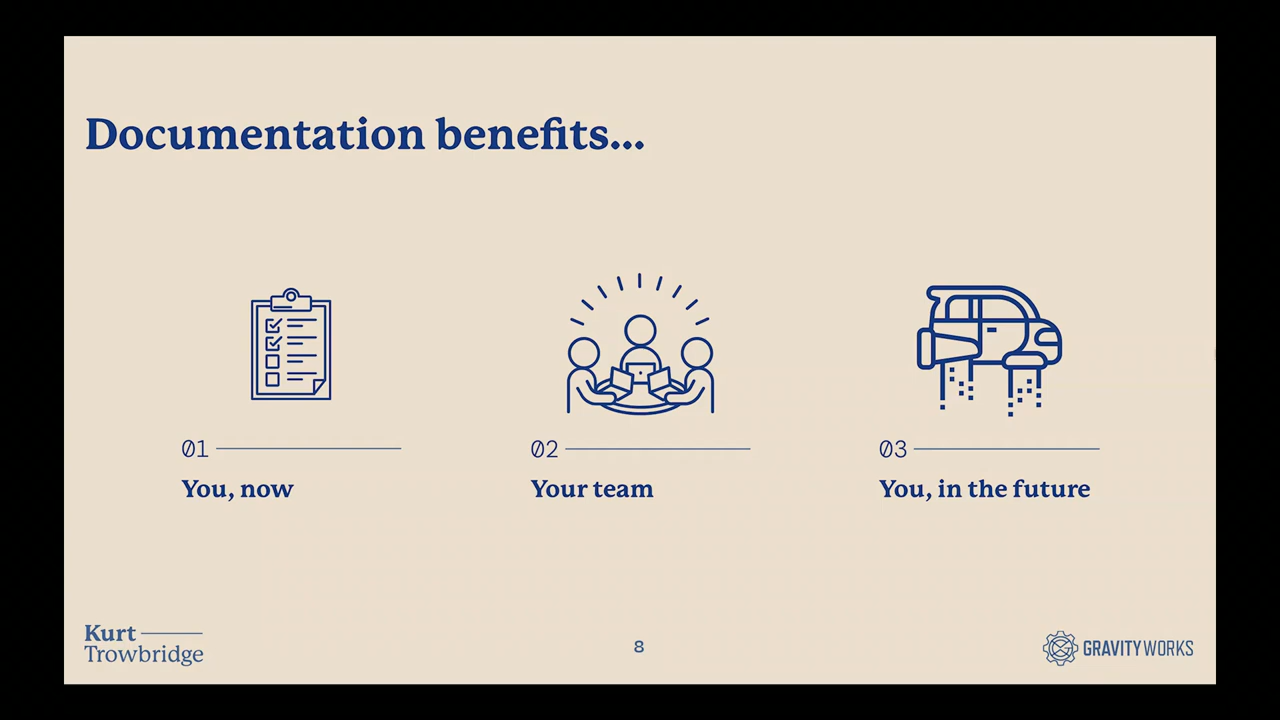 Documentation benefits...
01
You, now
02
Your team
03
You, in the future
Kurt
Trowbridge
8
GRAVITY WORKS